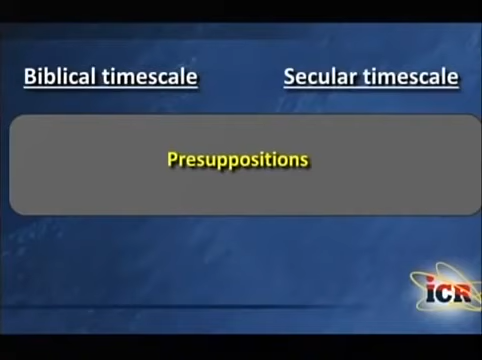 Biblical timescale
Secular timescale
Presuppositions
iCR